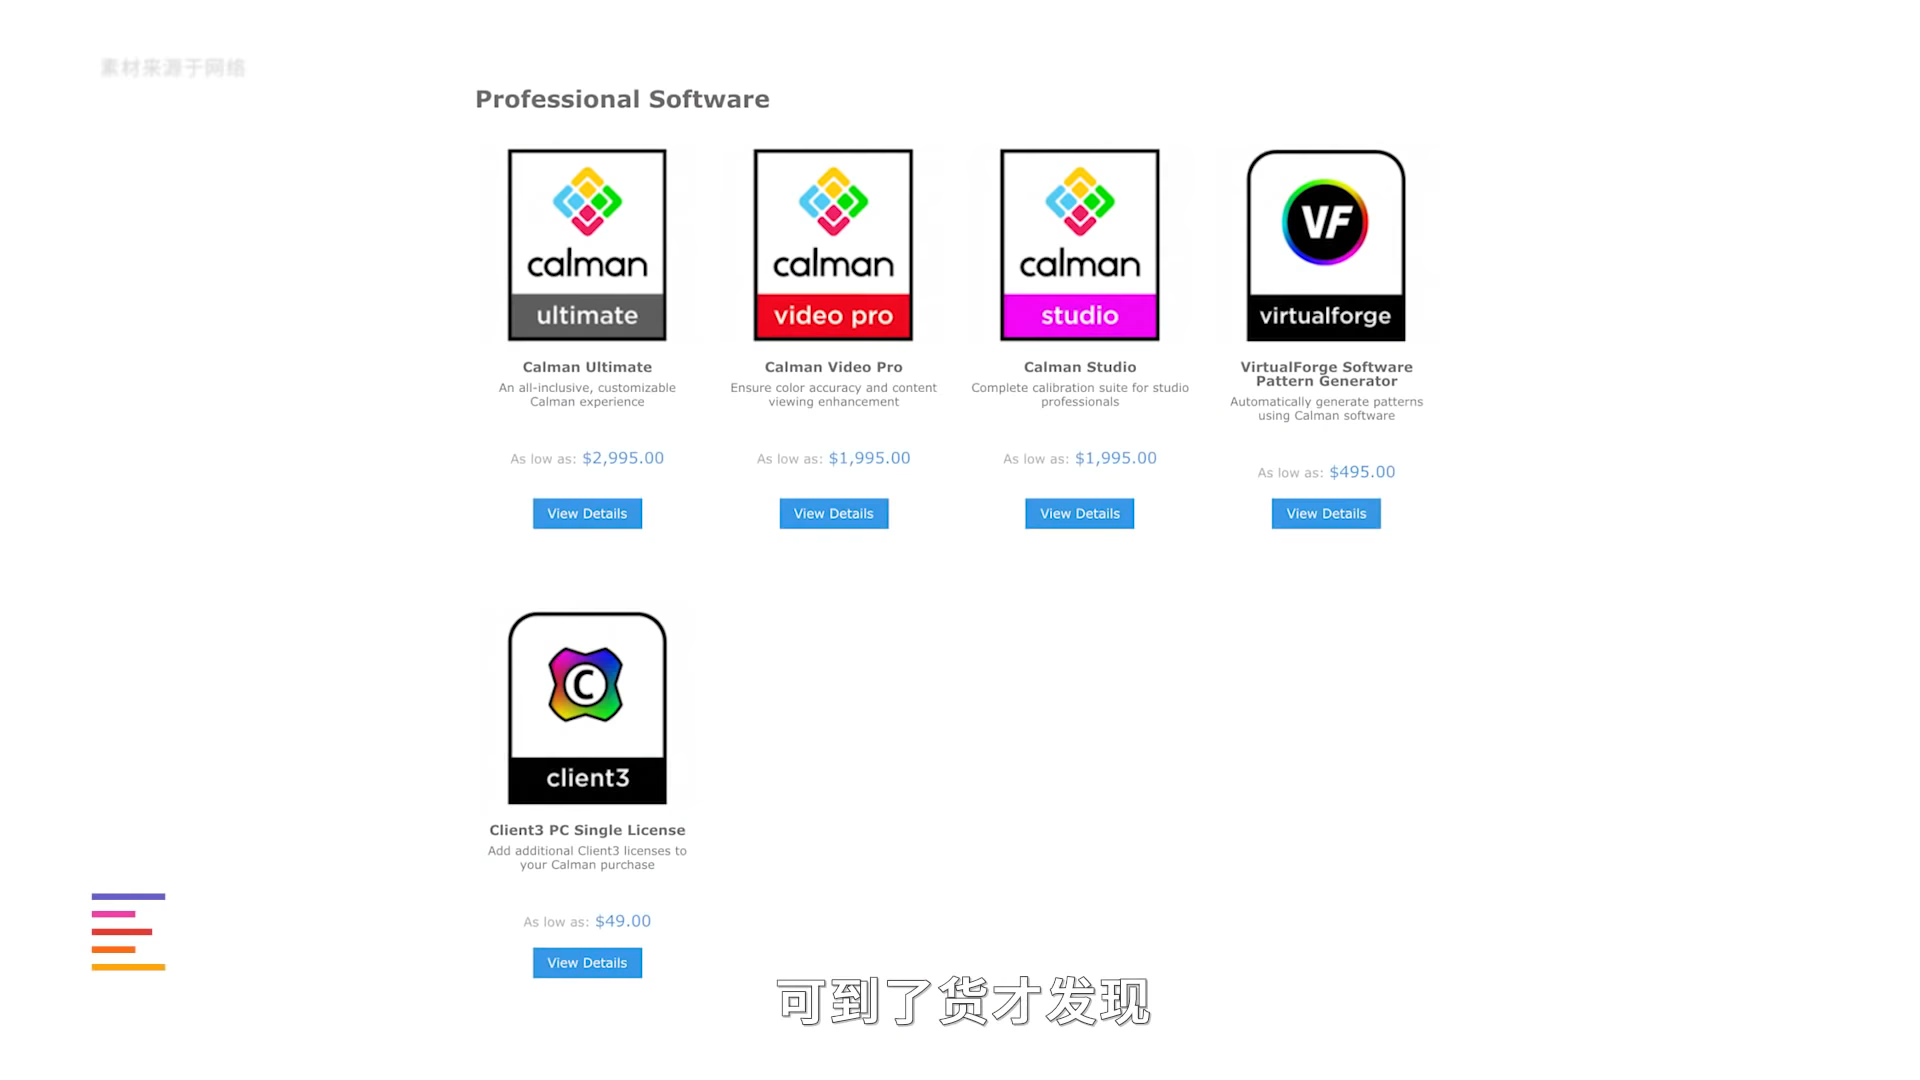 素材来源于网络
Professional Software
calman
ultimate
Calman Ultimate
An all-inclusive, customizable
Calman experience
As low as: $2,995.00
View Details
calman
video pro
Calman Video Pro
Ensure color accuracy and content
viewing enhancement
As low as: $1,995.00
View Details
calman
studio
Calman Studio
Complete calibration suite for studio
professionals
As low as: $1,995.00
View Details
VF
virtualforge
VirtualForge Software
Pattern Generator
Automatically generate patterns
using Calman software
As low as: $495.00
View Details
C
client3
Client3 PC Single License
Add additional Client3 licenses to
your Calman purchase
As low as: $49.00
View Details
可到了货才发现